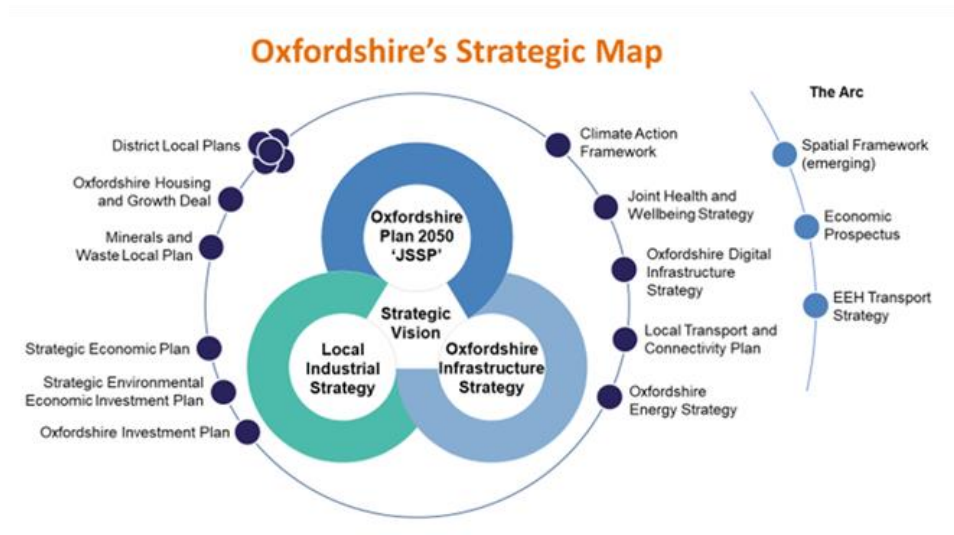 Oxfordshire's Strategic Map
The Arc
District Local Plans
Oxfordshire Housing
and Growth Deal
Minerals and
Waste Local Plan
Strategic Economic Plan
Strategic Environmental
Economic Investment Plan
Oxfordshire Investment Plan
Oxfordshire
Plan 2050
‘JSSP’
Strategic
Vision
Local
Industrial
Strategy
Oxfordshire
Infrastructure
Strategy
Climate Action
Framework
Joint Health and
Wellbeing Strategy
Oxfordshire Digital
Infrastructure
Strategy
Local Transport and
Connectivity Plan
Oxfordshire
Energy Strategy
Spatial Framework
(emerging)
Economic
Prospectus
EEH Transport
Strategy